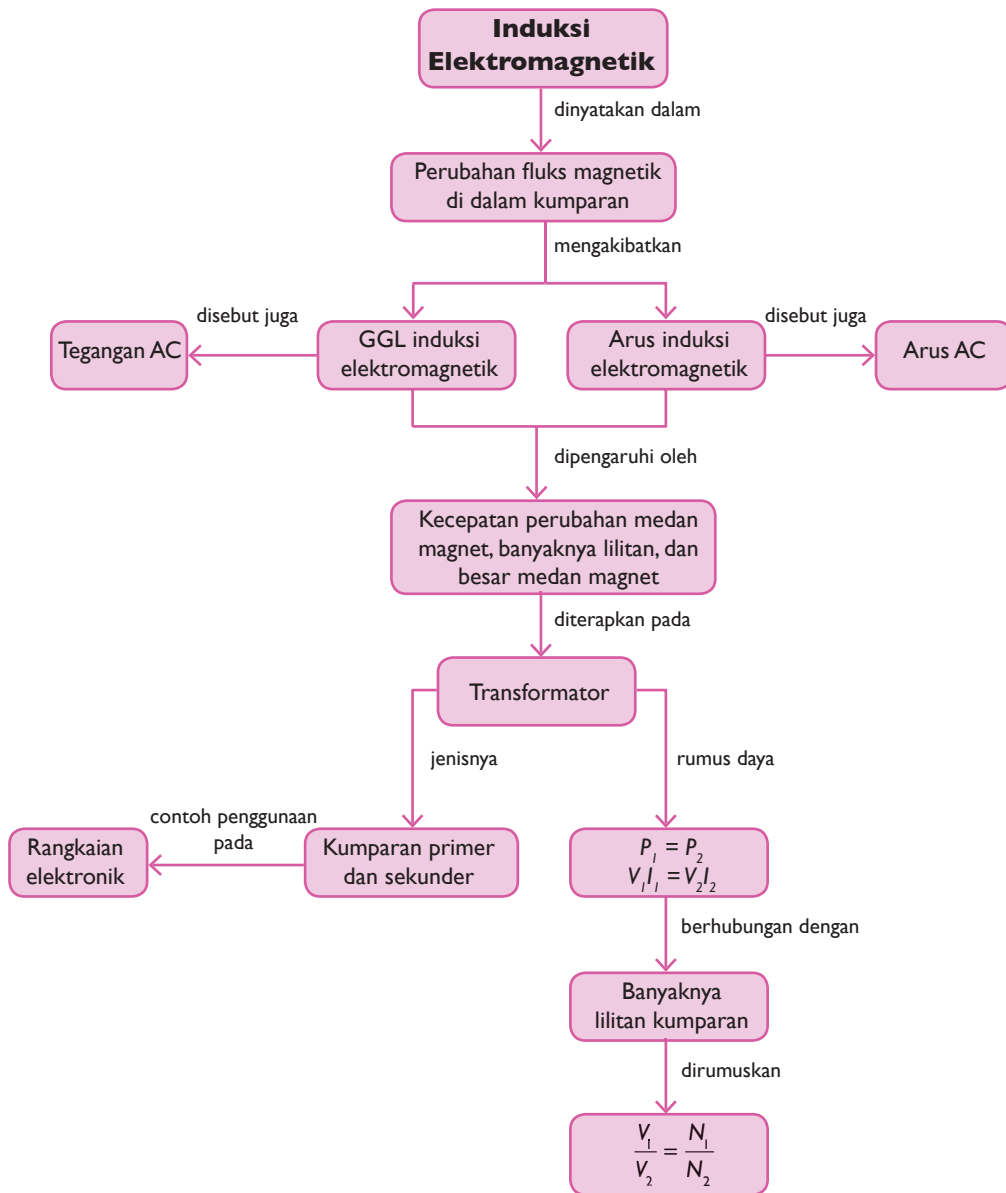 Induksi
Elektromagnetik
dinyatakan dalam
Perubahan fluks magnetik
di dalam kumparan
mengakibatkan
disebut juga
disebut juga
Tegangan AC
GGL induksi
elektromagnetik
Arus induksi
elektromagnetik
Arus AC
dipengaruhi oleh
Kecepatan perubahan medan
magnet, banyaknya lilitan, dan
besar medan magnet
diterapkan pada
Transformator
jenisnya
rumus daya
contoh penggunaan
pada
Rangkaian
elektronik
Kumparan primer
dan sekunder
P₁ = P₂
V₁I₁ = V₂I₂
berhubungan dengan
Banyaknya
lilitan kumparan
dirumuskan
V₁/V₂ = N₁/N₂